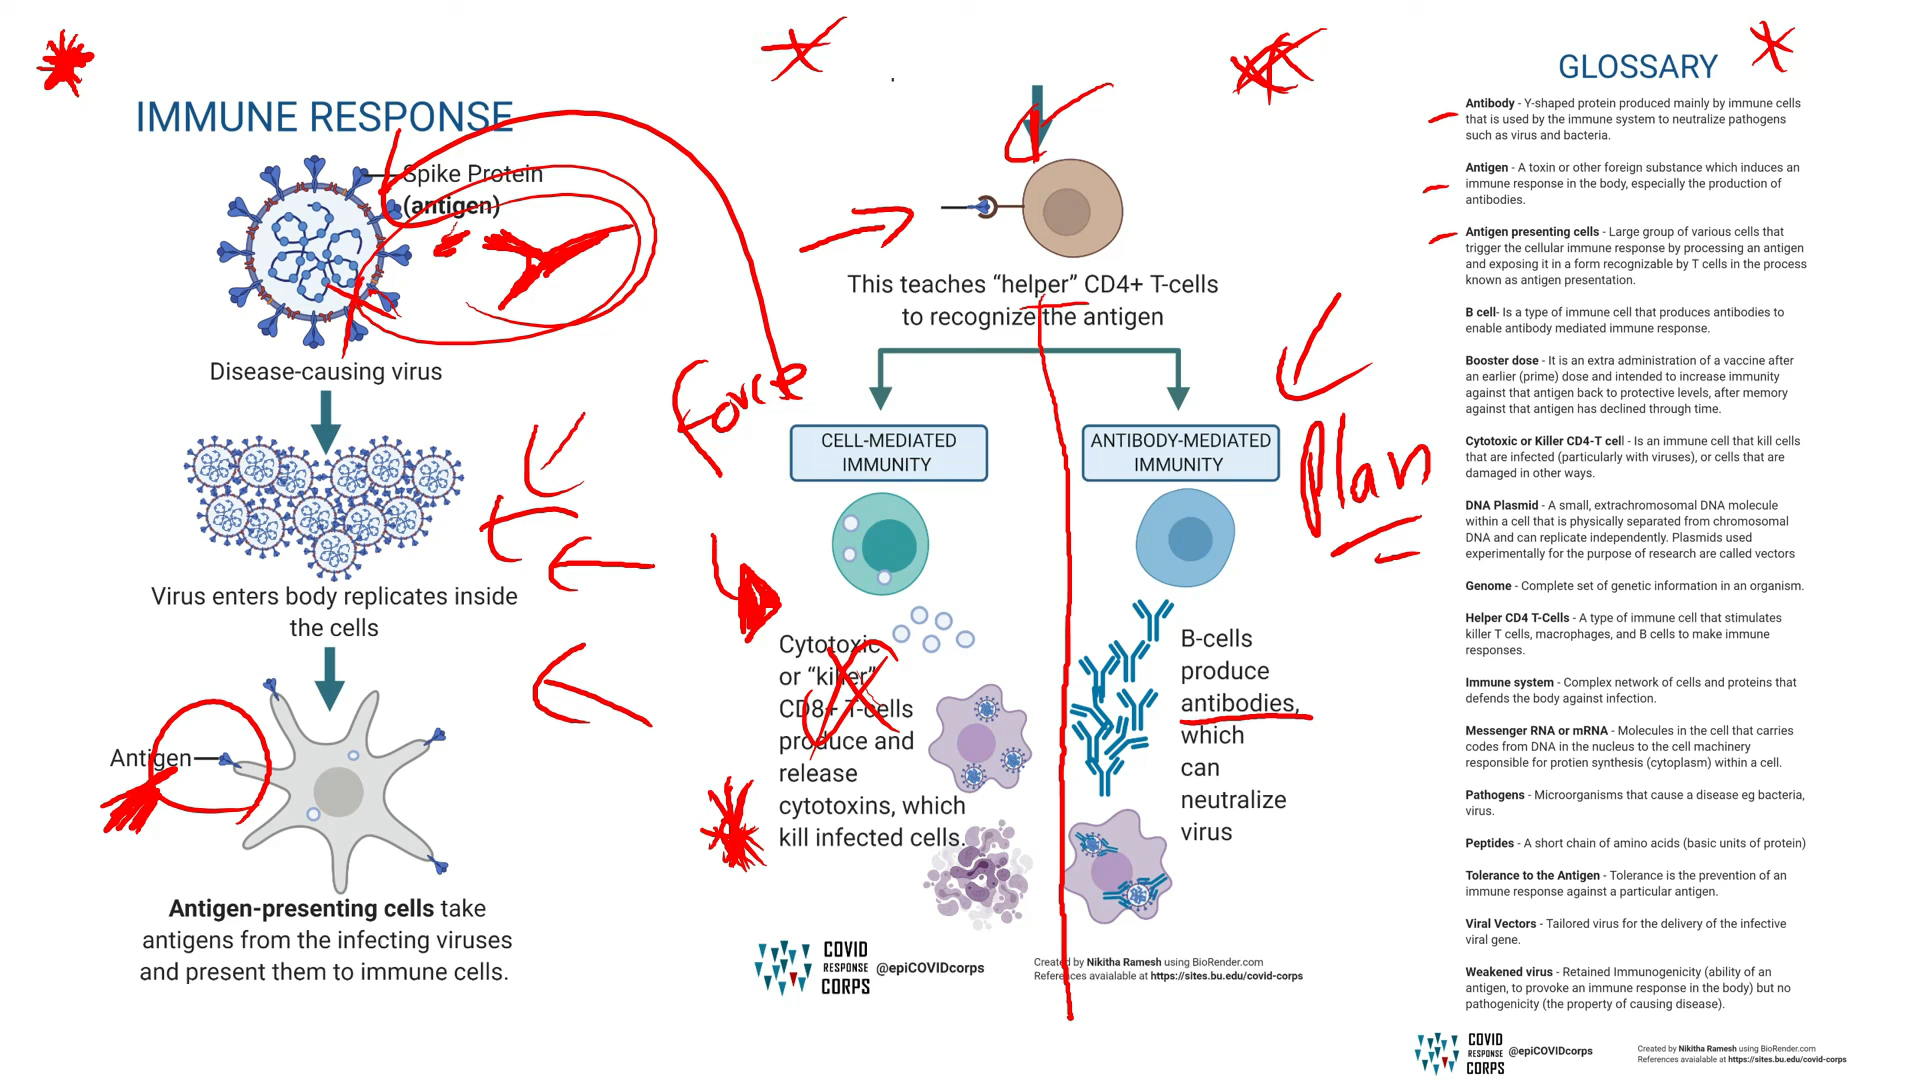 IMMUNE RESPONSE
Spike Protein
(antigen)
Disease-causing virus
Virus enters body replicates inside
the cells
Antigen
Antigen-presenting cells take
antigens from the infecting viruses
and present them to immune cells.
This teaches “helper” CD4+ T-cells
to recognize the antigen
Force
CELL-MEDIATED
IMMUNITY
ANTIBODY-MEDIATED
IMMUNITY
Plan
Cytotoxic
or “killer”
CD8+ T-cells
produce and
release
cytotoxins, which
kill infected cells.
B-cells
produce
antibodies,
which
can
neutralize
virus
COVID
RESPONSE
CORPS
@epiCOVIDcorps
Created by Nikitha Ramesh using BioRender.com
References avaialable at https://sites.bu.edu/covid-corps
GLOSSARY
Antibody - Y-shaped protein produced mainly by immune cells
that is used by the immune system to neutralize pathogens
such as virus and bacteria.
Antigen - A toxin or other foreign substance which induces an
immune response in the body, especially the production of
antibodies.
Antigen presenting cells - Large group of various cells that
trigger the cellular immune response by processing an antigen
and exposing it in a form recognizable by T cells in the process
known as antigen presentation.
B cell- Is a type of immune cell that produces antibodies to
enable antibody mediated immune response.
Booster dose - It is an extra administration of a vaccine after
an earlier (prime) dose and intended to increase immunity
against that antigen back to protective levels, after memory
against that antigen has declined through time.
Cytotoxic or Killer CD4-T cell - Is an immune cell that kill cells
that are infected (particularly with viruses), or cells that are
damaged in other ways.
DNA Plasmid - A small, extrachromosomal DNA molecule
within a cell that is physically separated from chromosomal
DNA and can replicate independently. Plasmids used
experimentally for the purpose of research are called vectors
Genome - Complete set of genetic information in an organism.
Helper CD4 T-Cells - A type of immune cell that stimulates
killer T cells, macrophages, and B cells to make immune
responses.
Immune system - Complex network of cells and proteins that
defends the body against infection.
Messenger RNA or mRNA - Molecules in the cell that carries
codes from DNA in the nucleus to the cell machinery
responsible for protien synthesis (cytoplasm) within a cell.
Pathogens - Microorganisms that cause a disease eg bacteria,
virus.
Peptides - A short chain of amino acids (basic units of protein)
Tolerance to the Antigen - Tolerance is the prevention of an
immune response against a particular antigen.
Viral Vectors - Tailored virus for the delivery of the infective
viral gene.
Weakened virus - Retained Immunogenicity (ability of an
antigen, to provoke an immune response in the body) but no
pathogenicity (the property of causing disease).
COVID
RESPONSE
CORPS
@epiCOVIDcorps
Created by Nikitha Ramesh using BioRender.com
References avaialable at https://sites.bu.edu/covid-corps